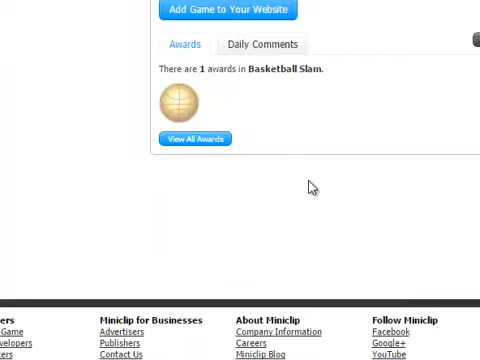 Add Game to Your Website
Awards
Daily Comments
There are 1 awards in Basketball Slam.
View All Awards
ers
Miniclip for Businesses
About Miniclip
Follow Miniclip
Game
Advertisers
Company Information
Facebook
velopers
Publishers
Careers
Google+
ters
Contact Us
Miniclip Blog
YouTube